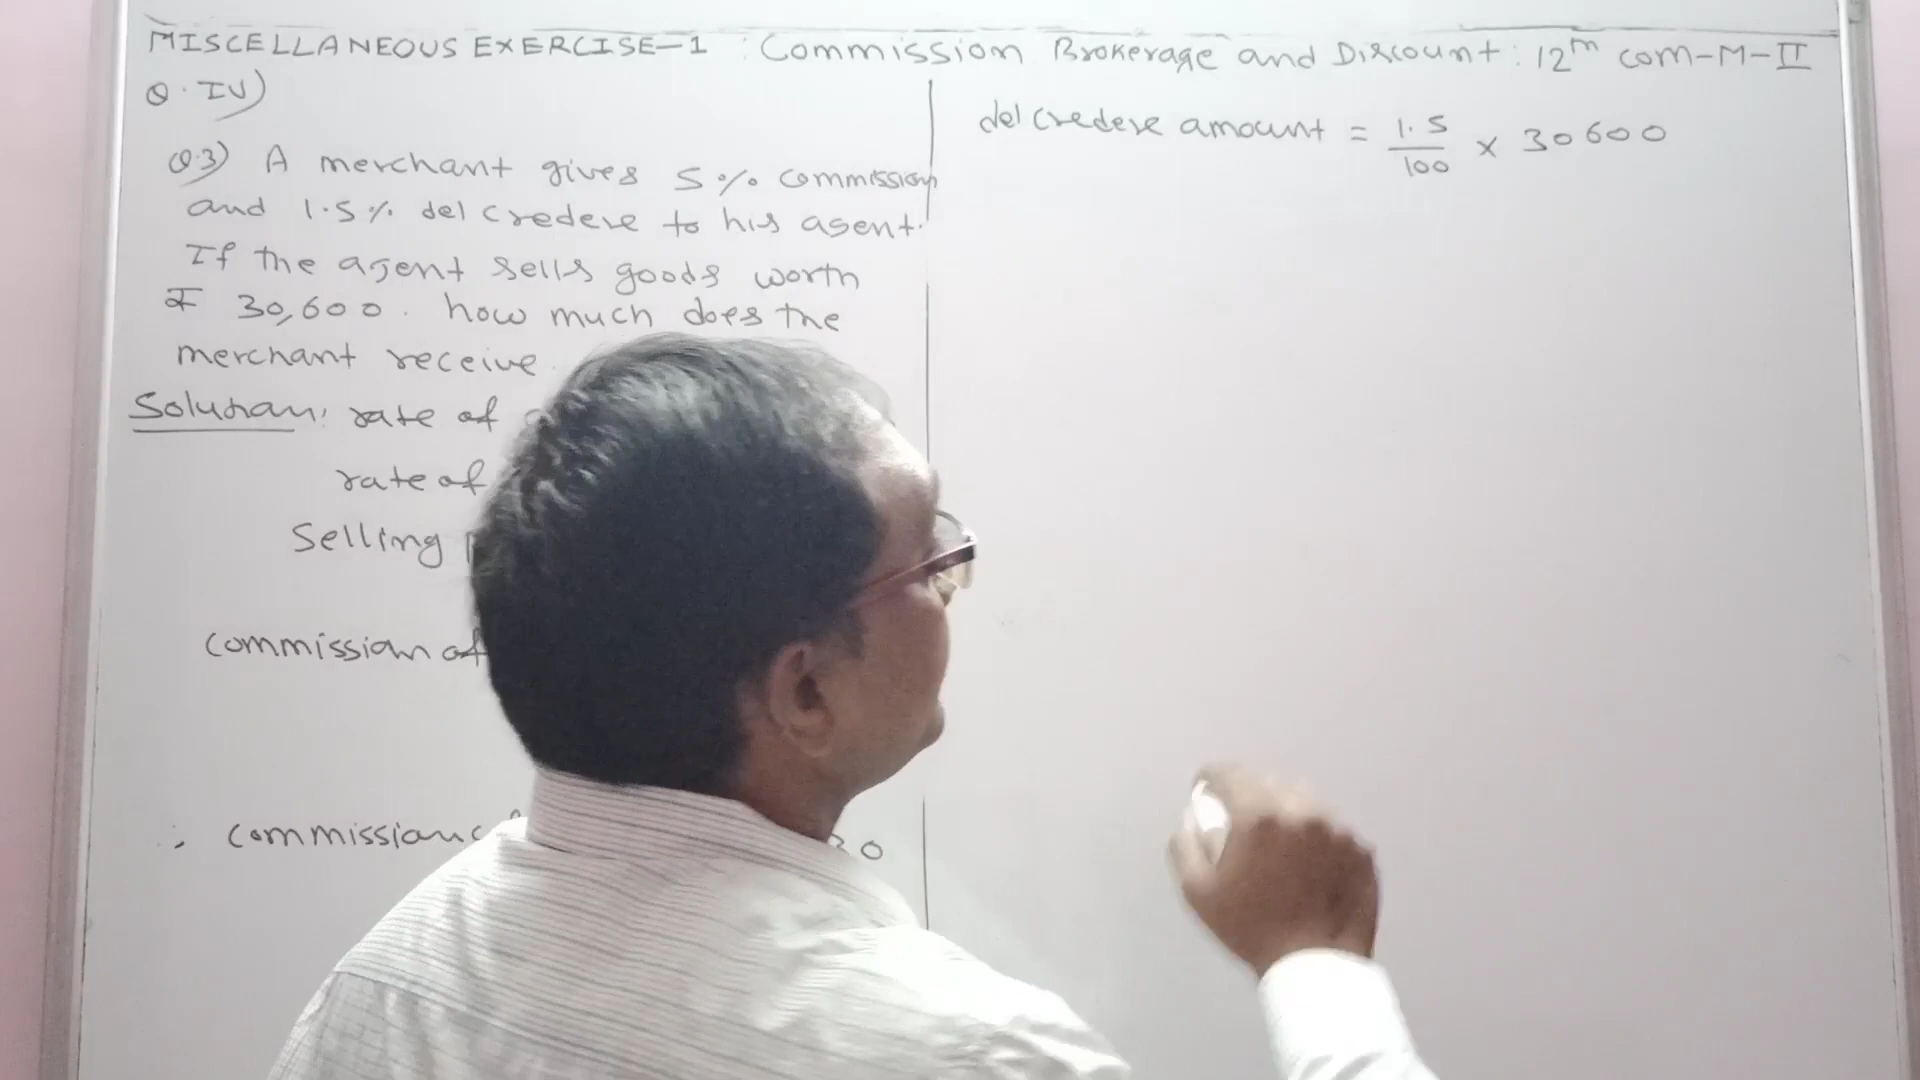 MISCELLANEOUS EXERCISE-1 : Commission Brokerage and Discount : 12th com-M-II
Q.IV)
Q.3) A merchant gives 5% commission
and 1.5% del credere to his agent.
If the agent sells goods worth
₹ 30,600. how much does the
merchant receive.
Solution: rate of
rate of
Selling
commission of
∴ commission
del credere amount = 1.5/100 × 30600